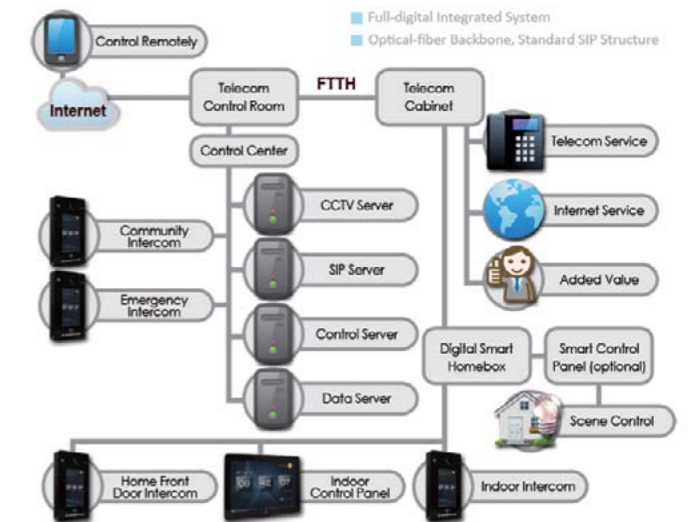 Full-digital Integrated System
Optical-fiber Backbone, Standard SIP Structure
Control Remotely
Internet
Telecom
Control Room
FTTH
Telecom
Cabinet
Control Center
Telecom Service
CCTV Server
Internet Service
Community
Intercom
SIP Server
Added Value
Emergency
Intercom
Control Server
Digital Smart
Homebox
Smart Control
Panel (optional)
Data Server
Scene Control
Home Front
Door Intercom
Indoor
Control Panel
Indoor Intercom